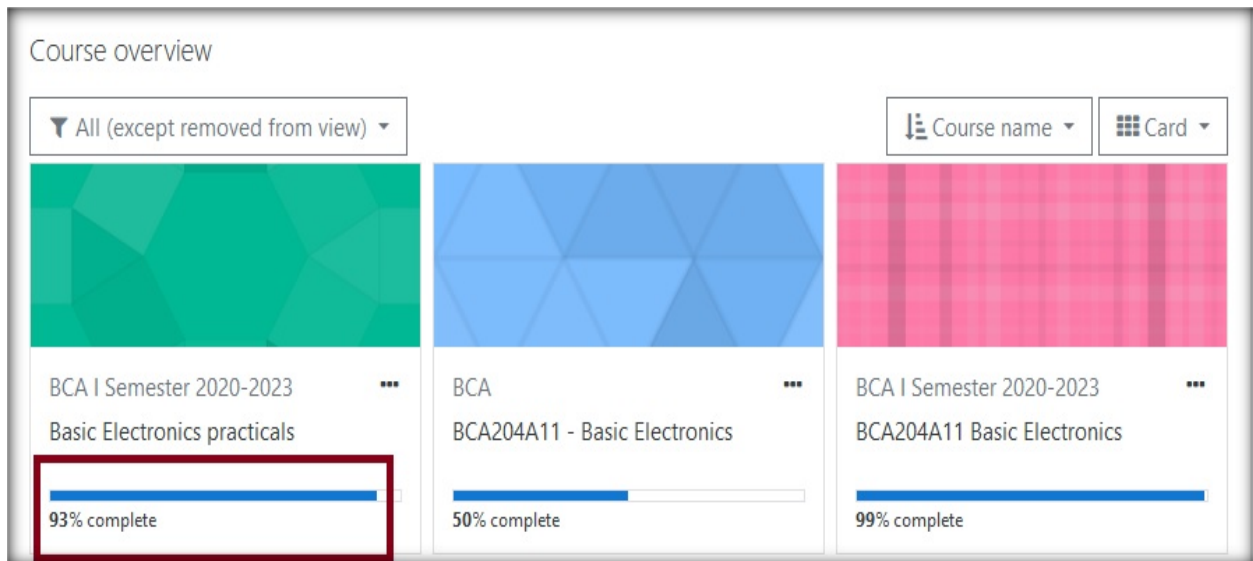 Course overview
All (except removed from view)
Course name
Card
BCA I Semester 2020-2023
Basic Electronics practicals
93% complete
BCA
BCA204A11 - Basic Electronics
50% complete
BCA I Semester 2020-2023
BCA204A11 Basic Electronics
99% complete